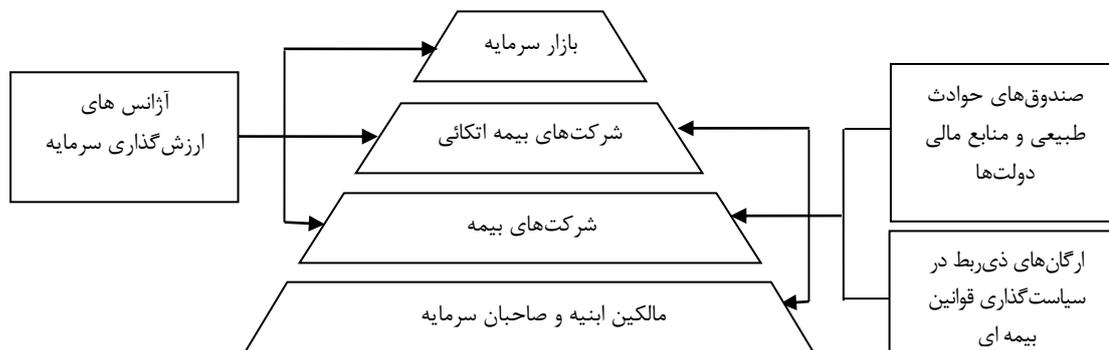 بازار سرمایه
صندوق‌های حوادث
طبیعی و منابع مالی
دولت‌ها
آژانس های
ارزش‌گذاری سرمایه
شرکت‌های بیمه اتکائی
شرکت‌های بیمه
ارگان‌های ذی‌ربط در
سیاست‌گذاری قوانین
بیمه ای
مالکین ابنیه و صاحبان سرمایه